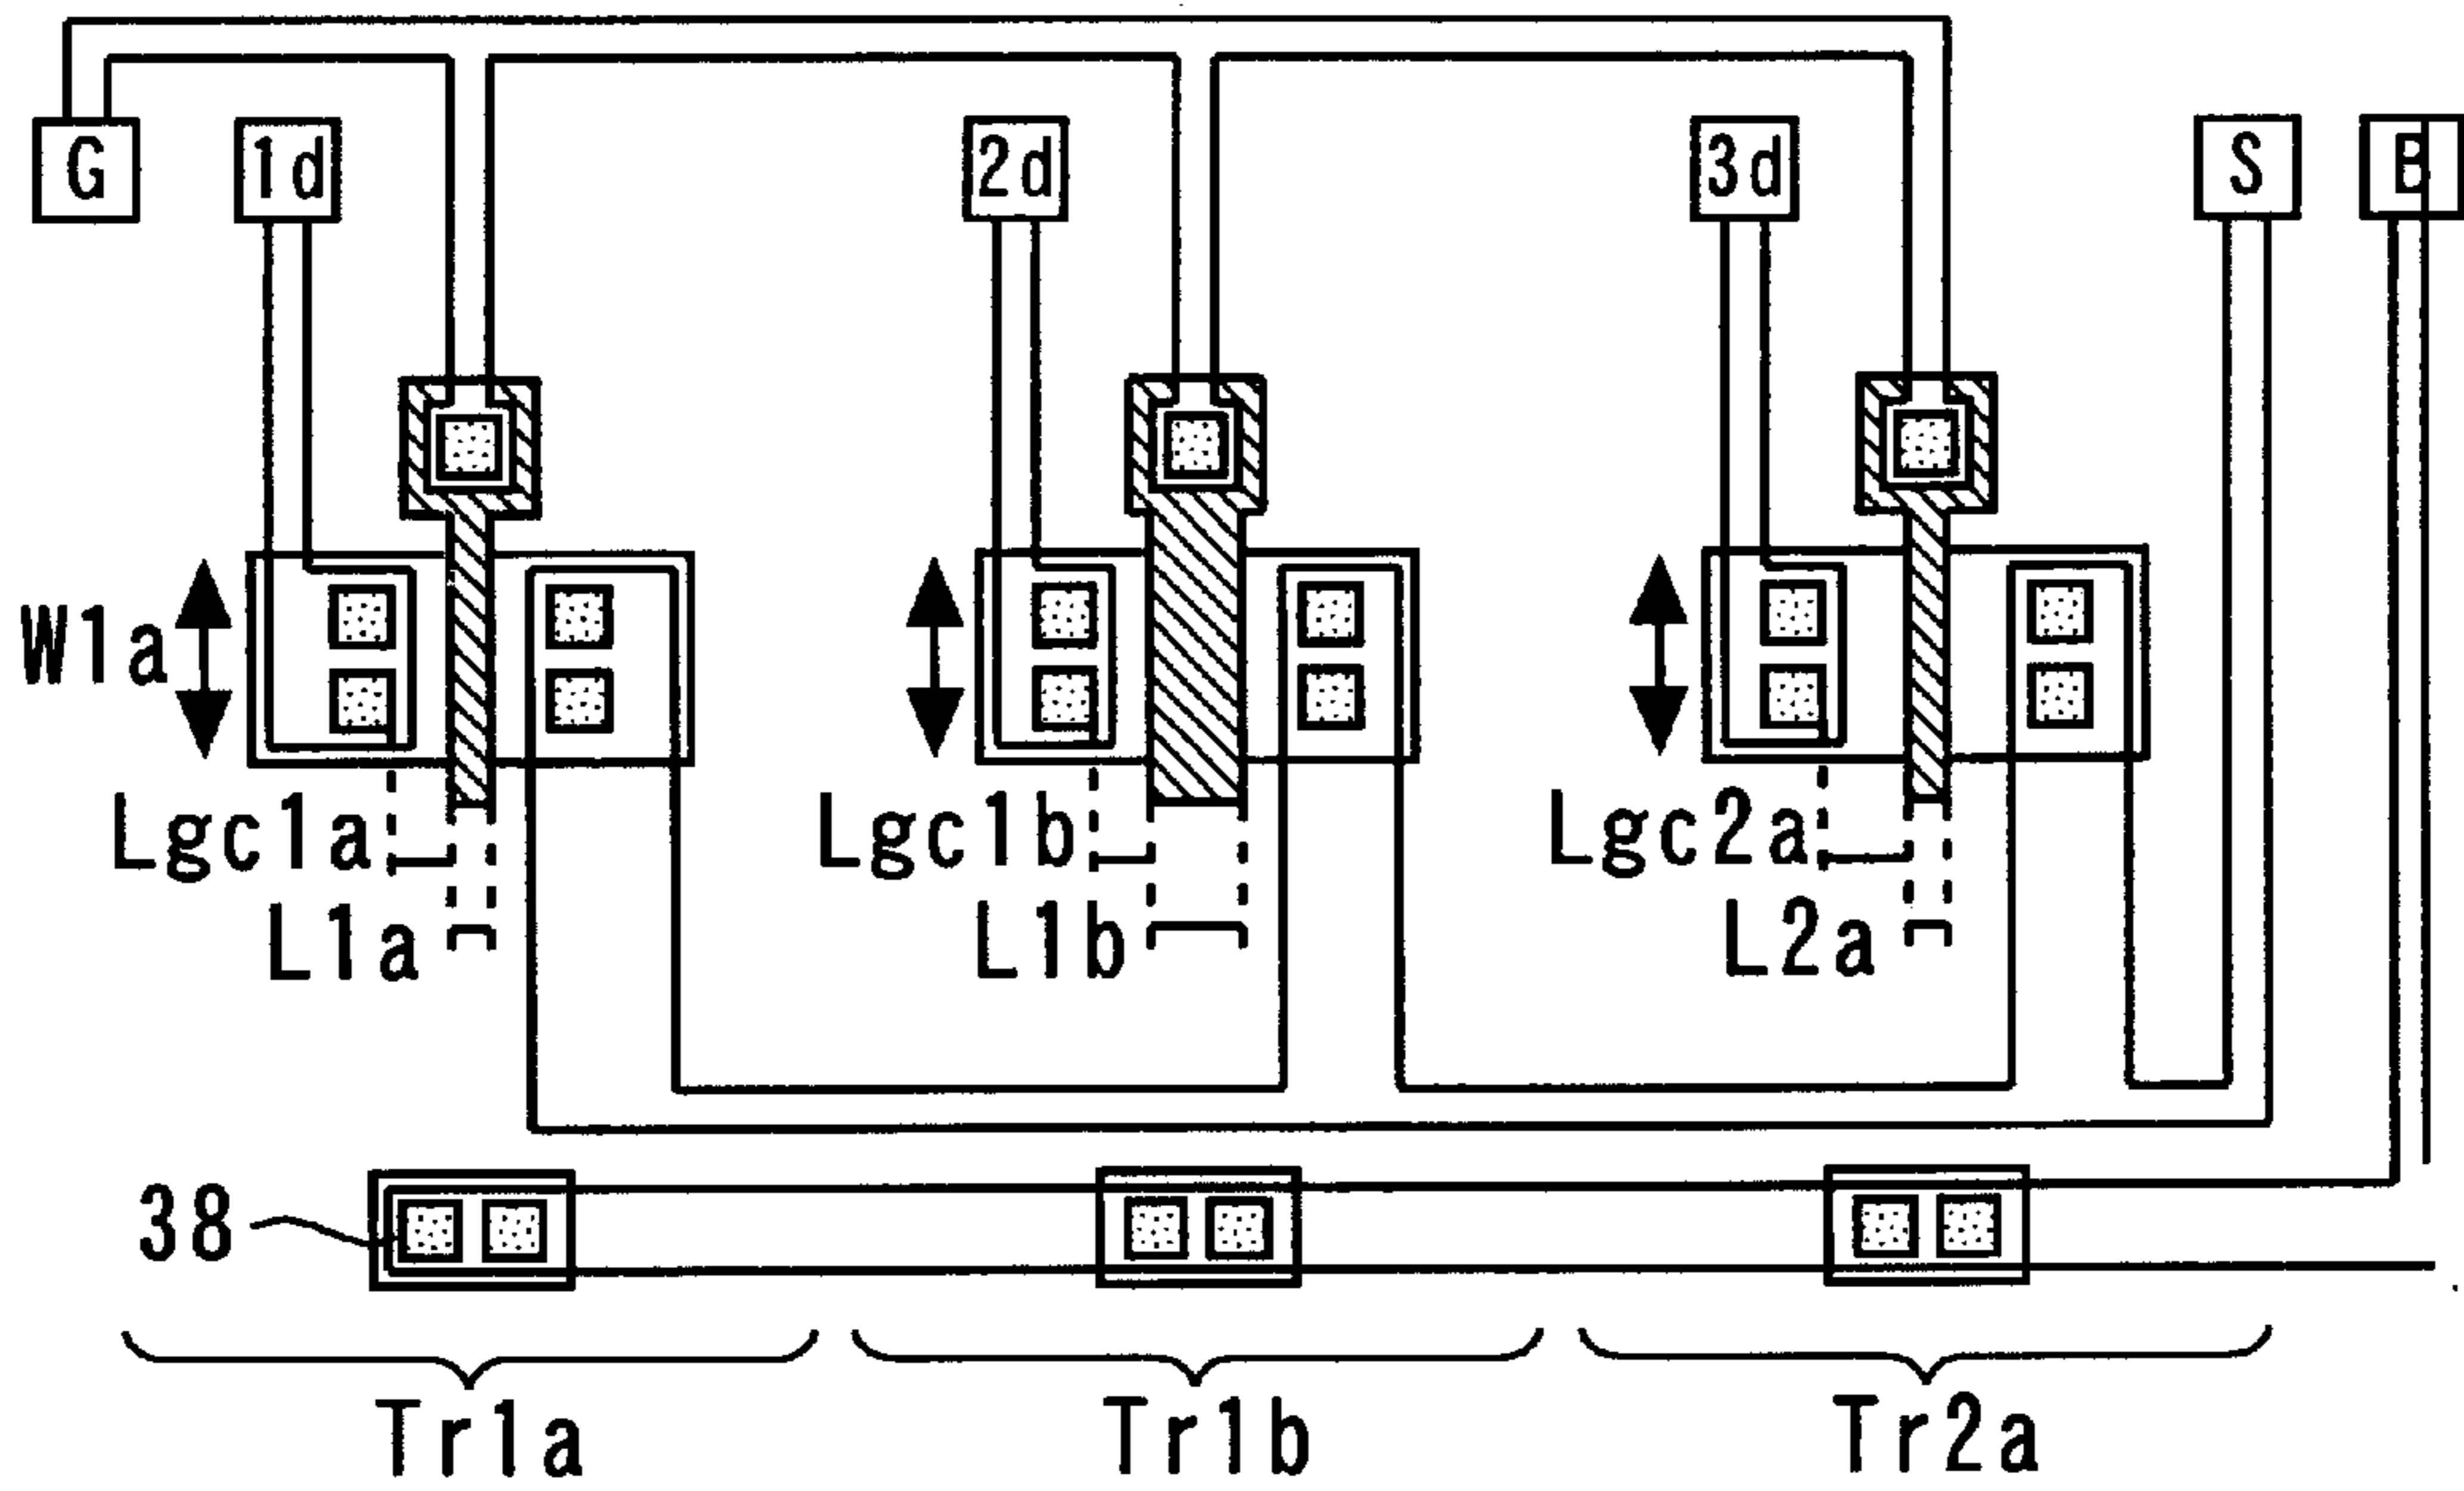 G 1d 2d 3d S B
W1a
Lgc1a Lgc1b Lgc2a
L1a L1b L2a
38
Tr1a Tr1b Tr2a